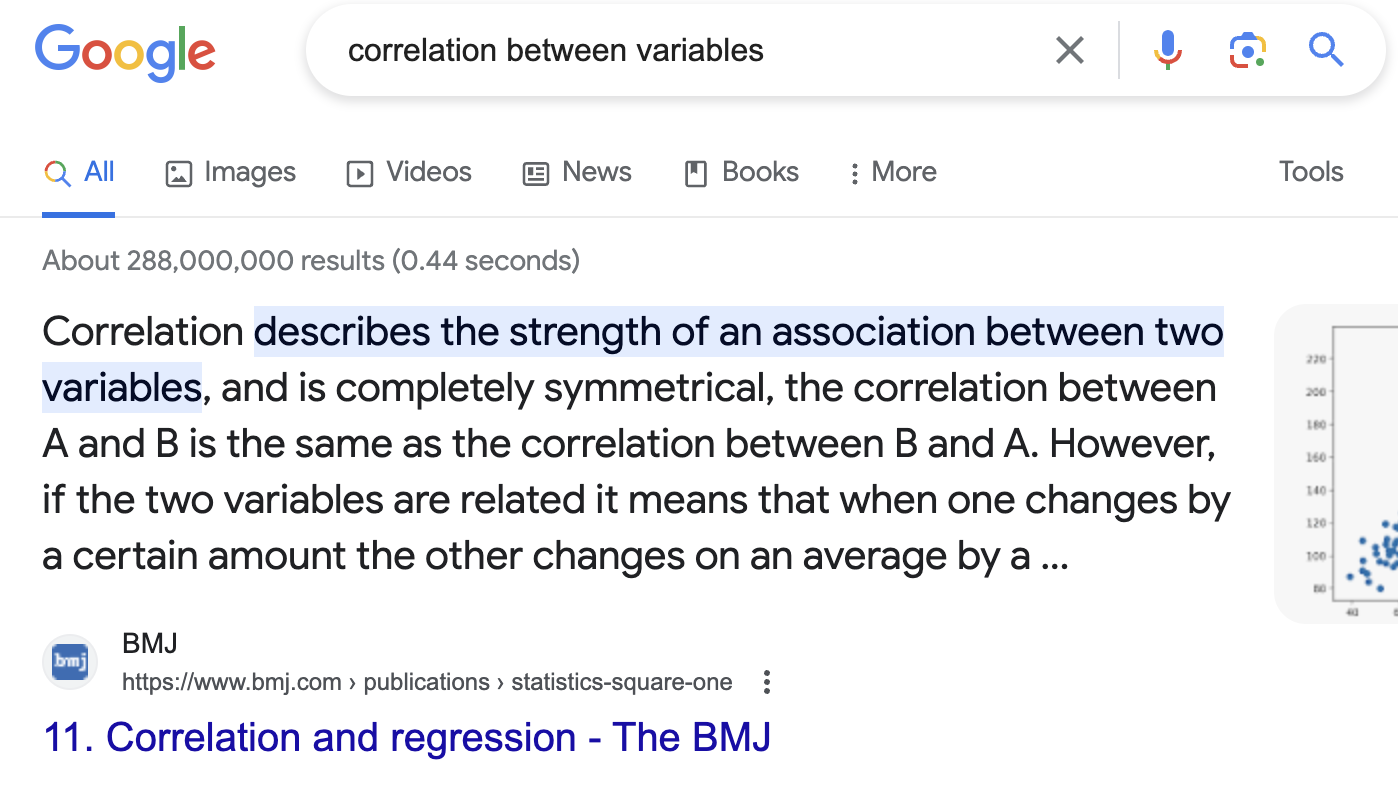 Google
correlation between variables
All Images Videos News Books More Tools
About 288,000,000 results (0.44 seconds)
Correlation describes the strength of an association between two
variables, and is completely symmetrical, the correlation between
A and B is the same as the correlation between B and A. However,
if the two variables are related it means that when one changes by
a certain amount the other changes on an average by a ...
220
200
180
160
140
120
100
80
40
bmj
BMJ
https://www.bmj.com › publications › statistics-square-one
11. Correlation and regression - The BMJ